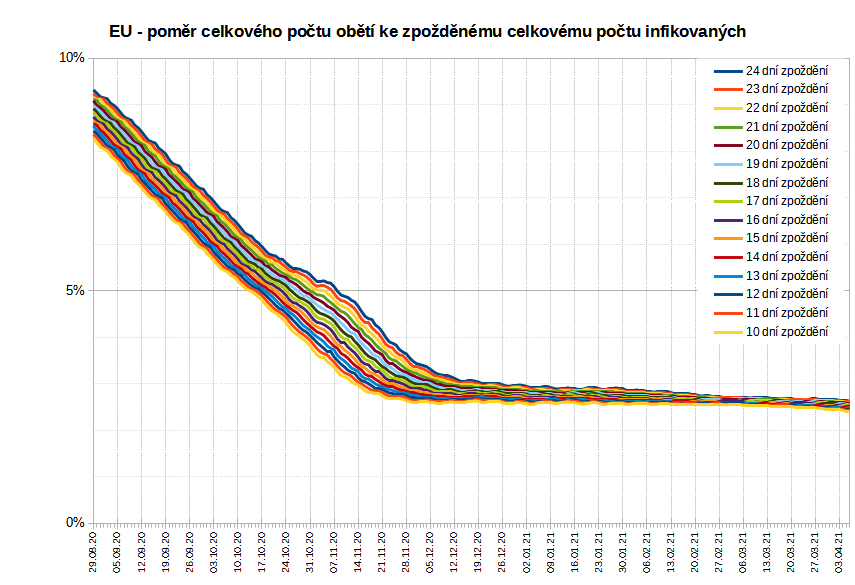 EU - poměr celkového počtu obětí ke zpožděnému celkovému počtu infikovaných
10%
5%
0%
24 dní zpoždění
23 dní zpoždění
22 dní zpoždění
21 dní zpoždění
20 dní zpoždění
19 dní zpoždění
18 dní zpoždění
17 dní zpoždění
16 dní zpoždění
15 dní zpoždění
14 dní zpoždění
13 dní zpoždění
12 dní zpoždění
11 dní zpoždění
10 dní zpoždění
29.08.20
05.09.20
12.09.20
19.09.20
26.09.20
03.10.20
10.10.20
17.10.20
24.10.20
31.10.20
07.11.20
14.11.20
21.11.20
28.11.20
05.12.20
12.12.20
19.12.20
26.12.20
02.01.21
09.01.21
16.01.21
23.01.21
30.01.21
06.02.21
13.02.21
20.02.21
27.02.21
06.03.21
13.03.21
20.03.21
27.03.21
03.04.21